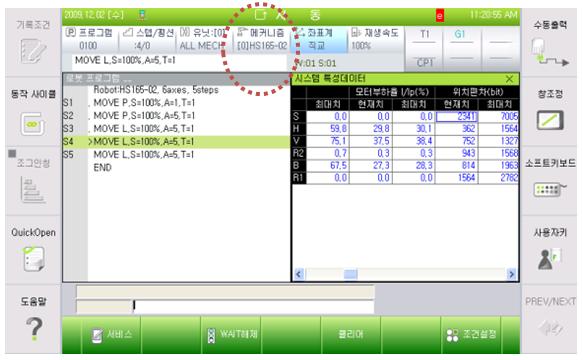 2009.12.02 [수]
자 동
e
11:20:55 AM
기록조건
수동출력
[P] 프로그램
스텝/펑션
[U] 유닛:[0]
메커니즘
좌표계
재생속도
T1
G1
0100
:4/0
ALL MECH
[0]HS165-02
직교
100%
MOVE L,S=100%,A=5,T=1
W:01 S:01
CP1
로봇 프로그램 ...
시스템 특성데이터
동작 사이클
창조정
Robot:HS165-02, 6axes, 5steps
모터부하율 I/Ip(%)
위치편차(bit)
최대치
현재치
최대치
현재치
최대치
S1 MOVE P,S=100%,A=1,T=1
S2 MOVE P,S=100%,A=5,T=1
S3 MOVE P,S=100%,A=5,T=1
S4 >MOVE L,S=100%,A=5,T=1
S5 MOVE L,S=100%,A=5,T=1
END
S 0,0 0,0 0,0 2341 7005
H 59,8 29,8 30,1 362 1564
V 75,1 37,5 38,4 752 1327
R2 0,7 0,3 0,3 943 1568
B 67,5 27,3 28,3 814 1963
R1 0,0 0,0 0,0 1564 2782
조그인칭
소프트키보드
QuickOpen
사용자키
도움말
PREV/NEXT
서비스
WAIT해제
클리어
조건설정